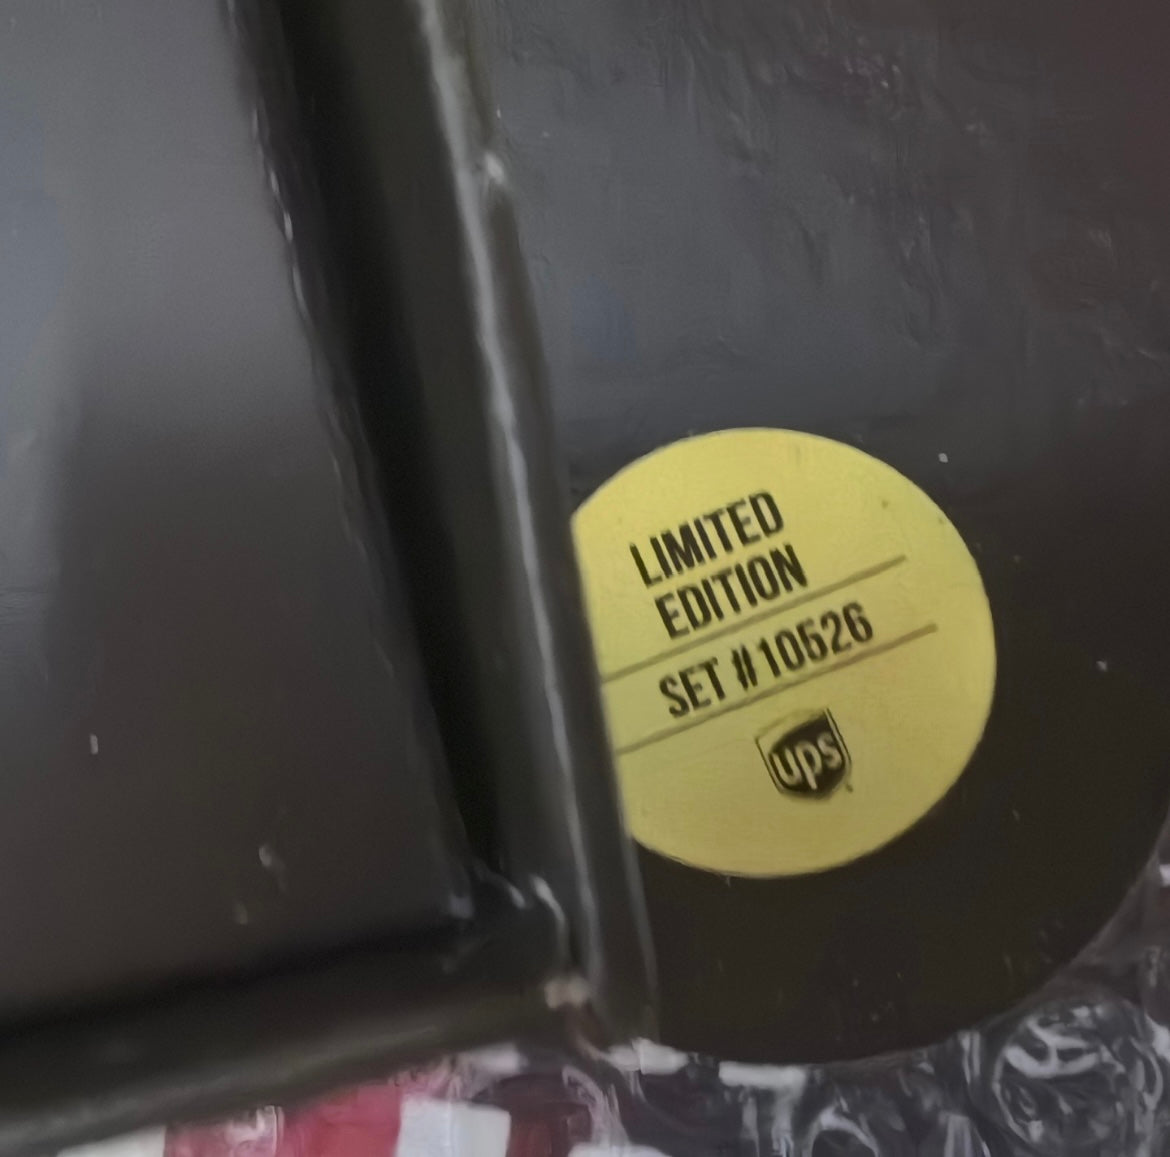 LIMITED
EDITION
SET #10526
ups